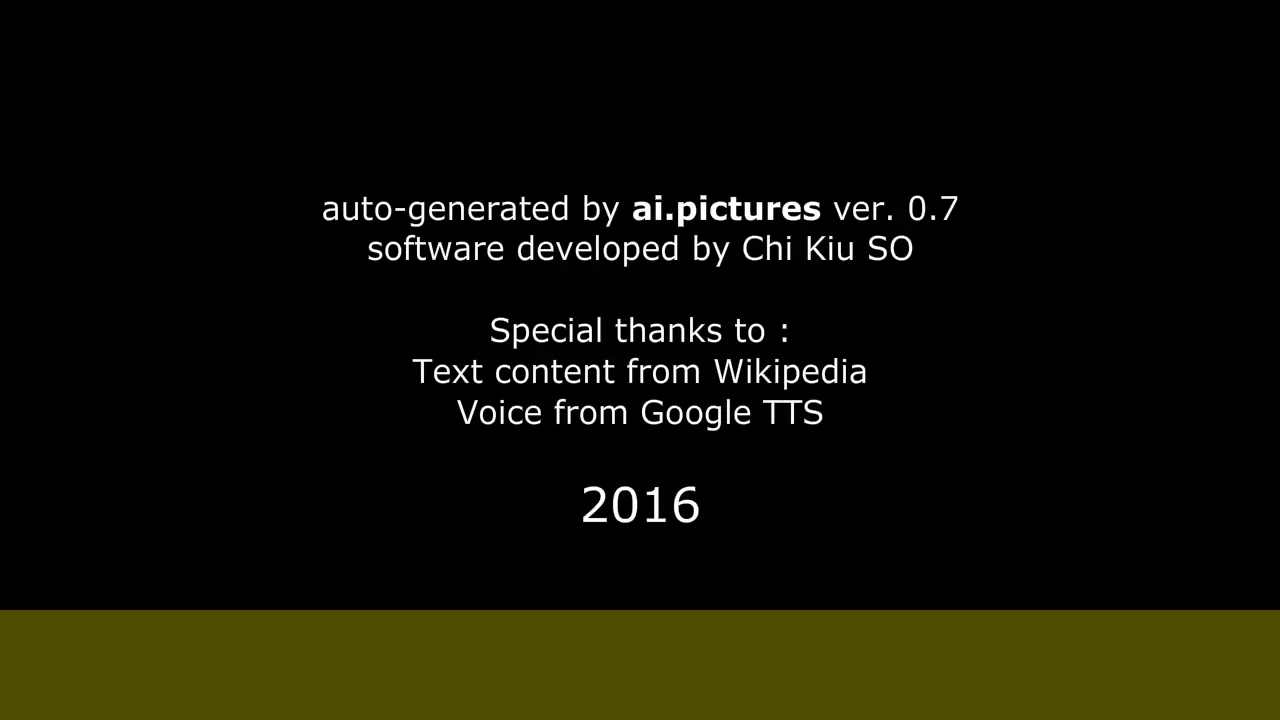 auto-generated by ai.pictures ver. 0.7
software developed by Chi Kiu SO
Special thanks to :
Text content from Wikipedia
Voice from Google TTS
2016